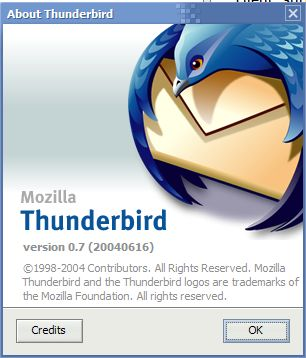 About Thunderbird
Mozilla
Thunderbird
version 0.7 (20040616)
©1998-2004 Contributors. All Rights Reserved. Mozilla
Thunderbird and the Thunderbird logos are trademarks of
the Mozilla Foundation. All rights reserved.
Credits
OK